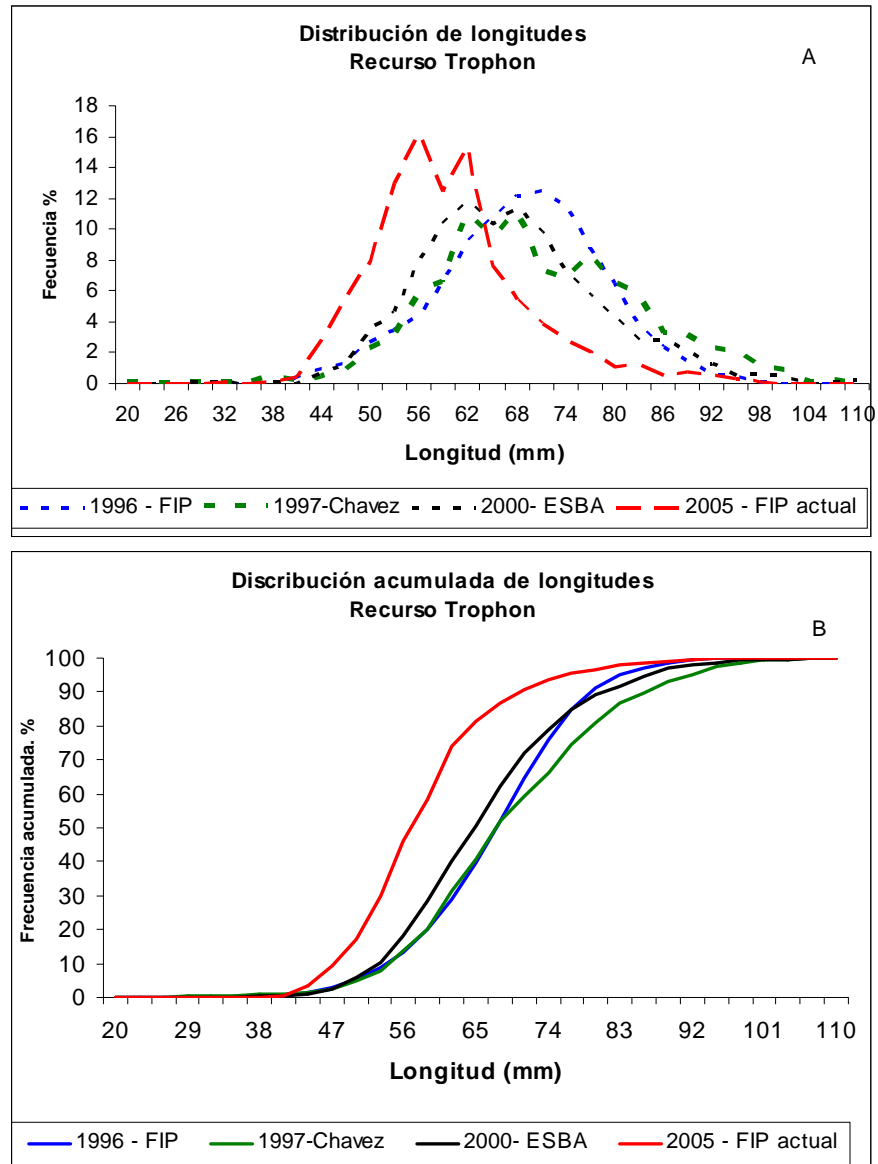 Distribución de longitudes
Recurso Trophon
A
Fecuencia %
18
16
14
12
10
8
6
4
2
0
20 26 32 38 44 50 56 62 68 74 80 86 92 98 104 110
Longitud (mm)
1996 - FIP 1997-Chavez 2000- ESBA 2005 - FIP actual
Discribución acumulada de longitudes
Recurso Trophon
B
Frecuencia acumulada. %
100
90
80
70
60
50
40
30
20
10
0
20 29 38 47 56 65 74 83 92 101 110
Longitud (mm)
1996 - FIP 1997-Chavez 2000- ESBA 2005 - FIP actual